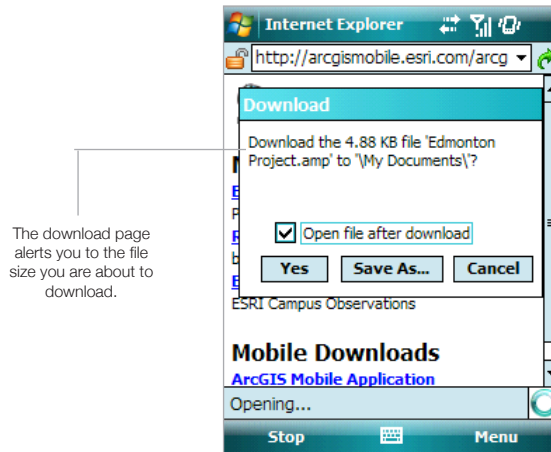 The download page
alerts you to the file
size you are about to
download.
Internet Explorer
http://arcgismobile.esri.com/arcg
Download
Download the 4.88 KB file 'Edmonton
Project.amp' to '\My Documents\'?
Open file after download
Yes Save As... Cancel
ESRI Campus Observations
Mobile Downloads
ArcGIS Mobile Application
Opening...
Stop Menu